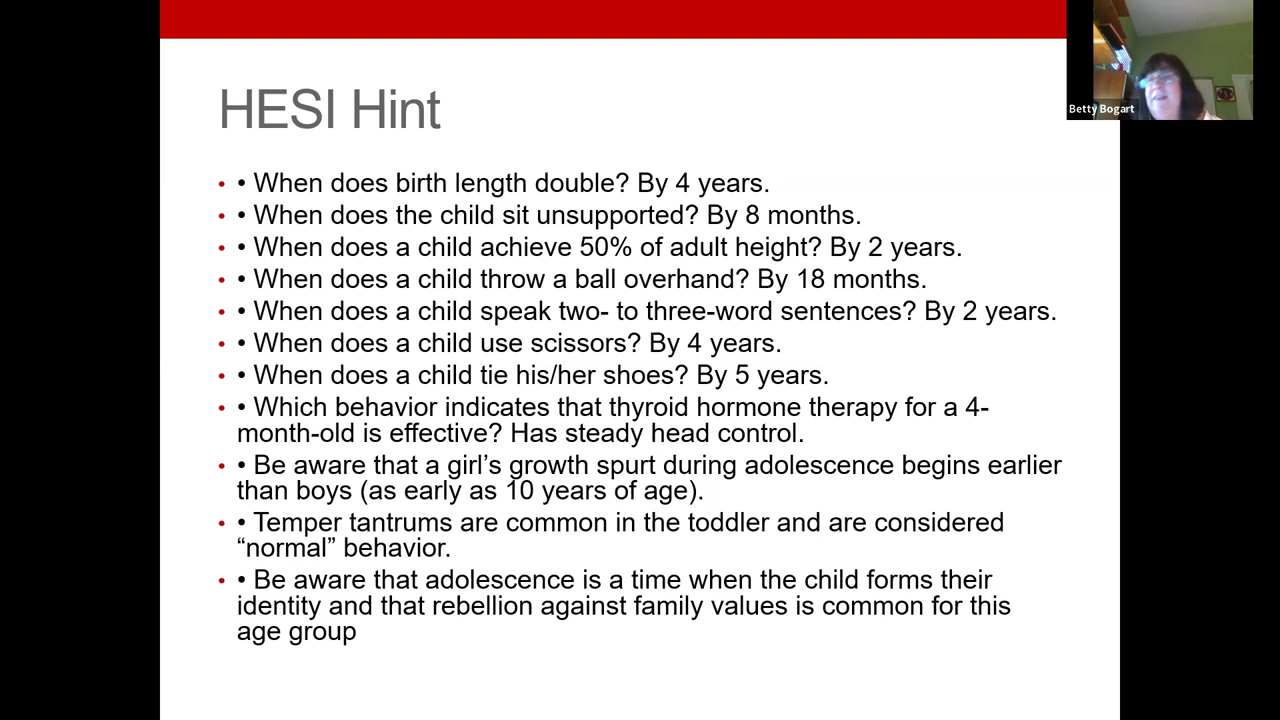 Betty Bogart
HESI Hint
• • When does birth length double? By 4 years.
• • When does the child sit unsupported? By 8 months.
• • When does a child achieve 50% of adult height? By 2 years.
• • When does a child throw a ball overhand? By 18 months.
• • When does a child speak two- to three-word sentences? By 2 years.
• • When does a child use scissors? By 4 years.
• • When does a child tie his/her shoes? By 5 years.
• • Which behavior indicates that thyroid hormone therapy for a 4-
month-old is effective? Has steady head control.
• • Be aware that a girl’s growth spurt during adolescence begins earlier
than boys (as early as 10 years of age).
• • Temper tantrums are common in the toddler and are considered
“normal” behavior.
• • Be aware that adolescence is a time when the child forms their
identity and that rebellion against family values is common for this
age group